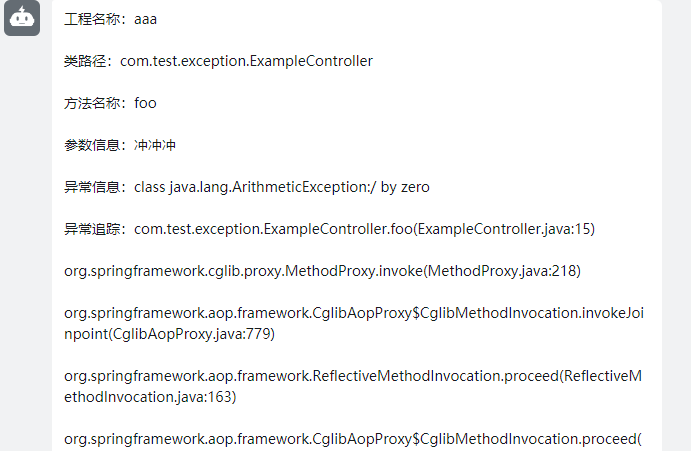 工程名称：aaa
类路径：com.test.exception.ExampleController
方法名称：foo
参数信息：冲冲冲
异常信息：class java.lang.ArithmeticException:/ by zero
异常追踪：com.test.exception.ExampleController.foo(ExampleController.java:15)
org.springframework.cglib.proxy.MethodProxy.invoke(MethodProxy.java:218)
org.springframework.aop.framework.CglibAopProxy$CglibMethodInvocation.invokeJoi
npoint(CglibAopProxy.java:779)
org.springframework.aop.framework.ReflectiveMethodInvocation.proceed(ReflectiveM
ethodInvocation.java:163)
org.springframework.aop.framework.CglibAopProxy$CglibMethodInvocation.proceed(